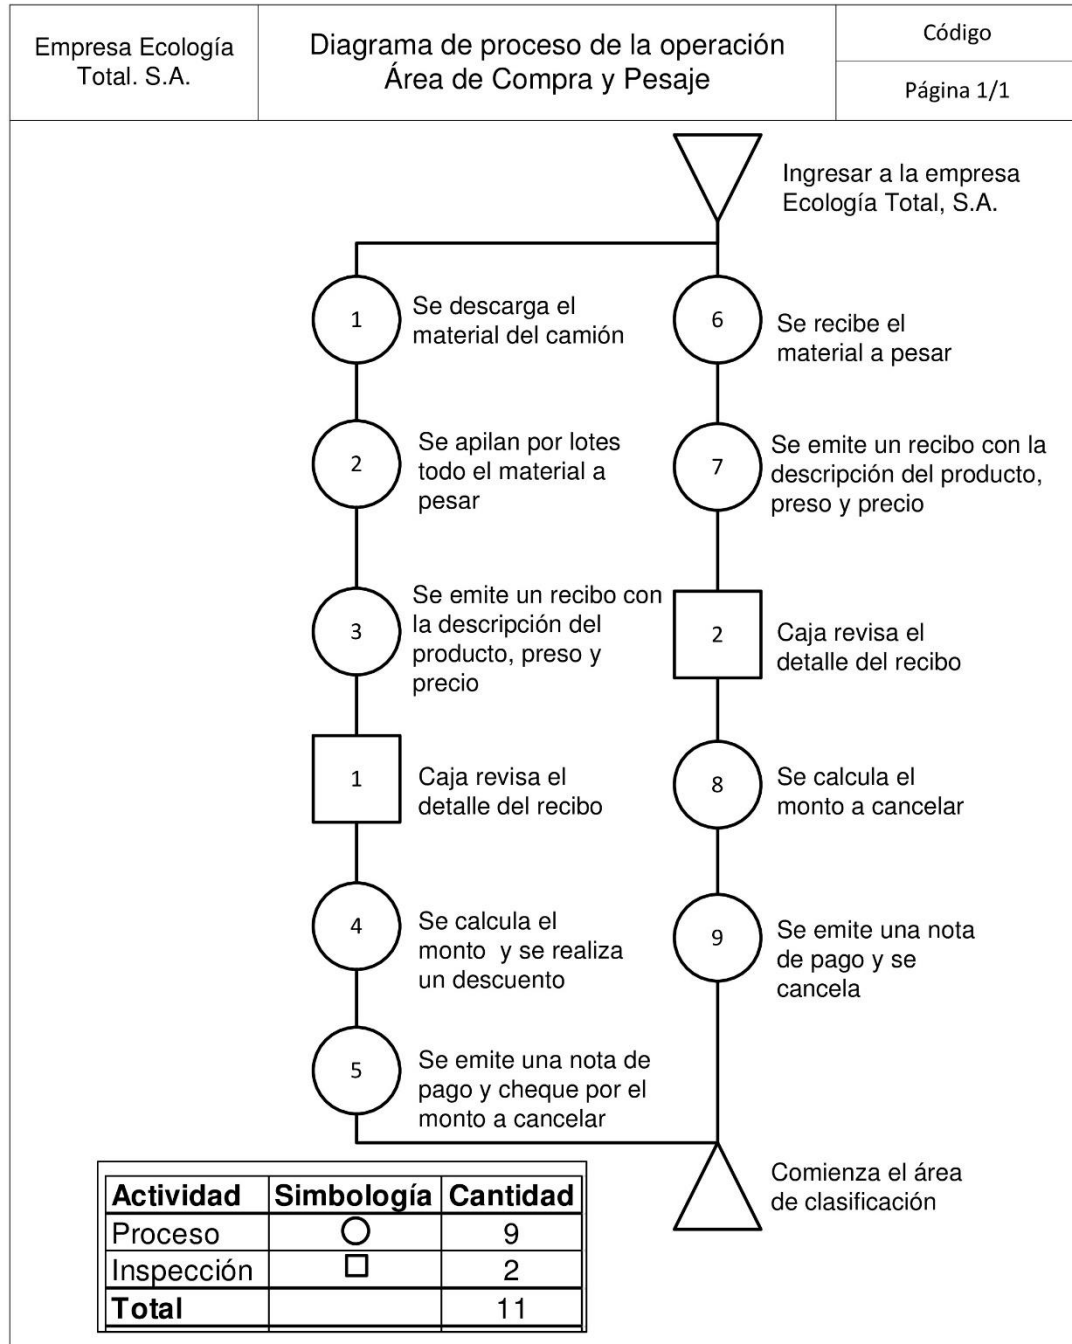 Empresa Ecología
Total. S.A.
Diagrama de proceso de la operación
Área de Compra y Pesaje
Código
Página 1/1
Ingresar a la empresa
Ecología Total, S.A.
1
Se descarga el
material del camión
2
Se apilan por lotes
todo el material a
pesar
3
Se emite un recibo con
la descripción del
producto, preso y
precio
1
Caja revisa el
detalle del recibo
4
Se calcula el
monto y se realiza
un descuento
5
Se emite una nota de
pago y cheque por el
monto a cancelar
6
Se recibe el
material a pesar
7
Se emite un recibo con la
descripción del producto,
preso y precio
2
Caja revisa el
detalle del recibo
8
Se calcula el
monto a cancelar
9
Se emite una nota
de pago y se
cancela
Comienza el área
de clasificación
Actividad Simbología Cantidad
Proceso 9
Inspección 2
Total 11